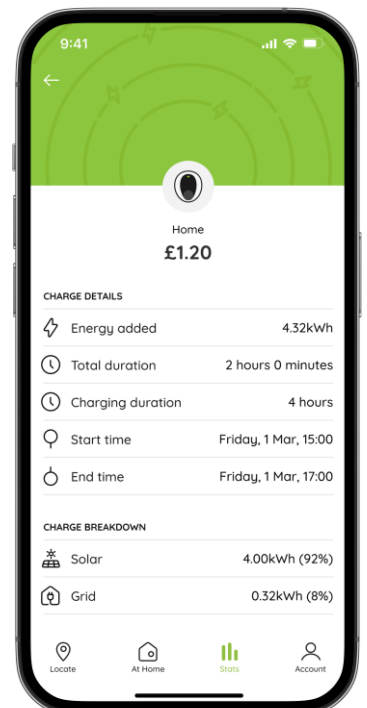 9:41
Home
£1.20
CHARGE DETAILS
Energy added 4.32kWh
Total duration 2 hours 0 minutes
Charging duration 4 hours
Start time Friday, 1 Mar, 15:00
End time Friday, 1 Mar, 17:00
CHARGE BREAKDOWN
Solar 4.00kWh (92%)
Grid 0.32kWh (8%)
Locate At Home Stats Account